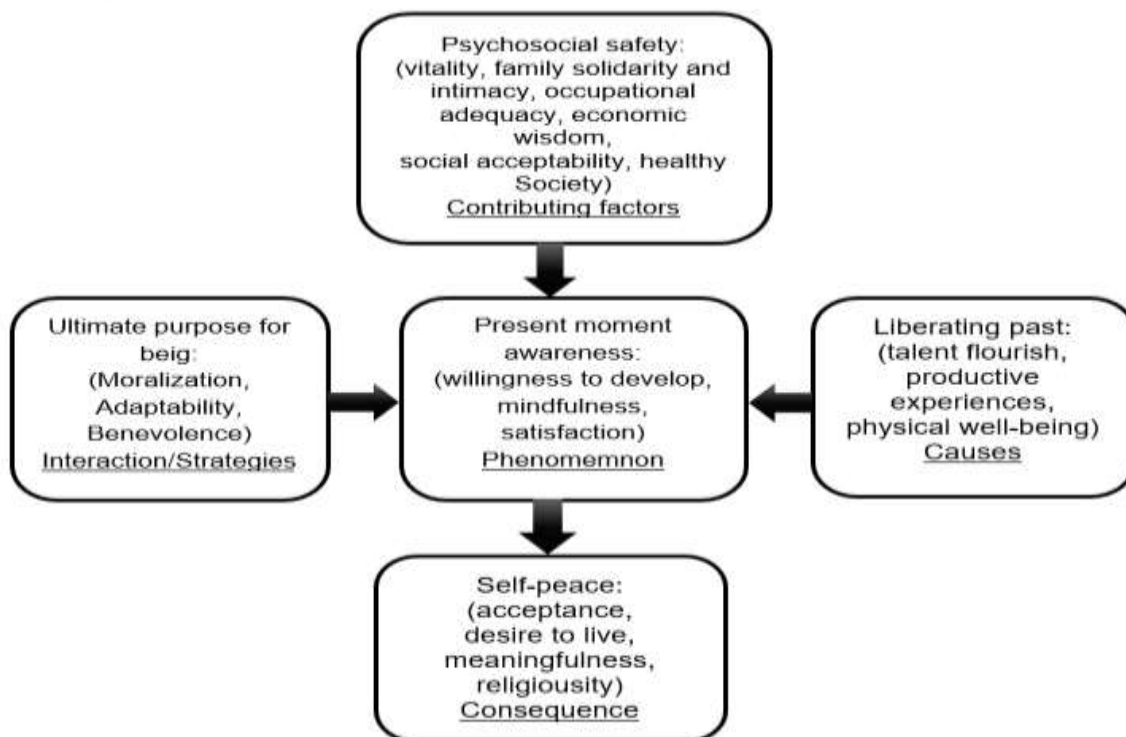 Psychosocial safety:
(vitality, family solidarity and
intimacy, occupational
adequacy, economic
wisdom,
social acceptability, healthy
Society)
Contributing factors
Ultimate purpose for
beig:
(Moralization,
Adaptability,
Benevolence)
Interaction/Strategies
Present moment
awareness:
(willingness to develop,
mindfulness,
satisfaction)
Phenomemnon
Liberating past:
(talent flourish,
productive
experiences,
physical well-being)
Causes
Self-peace:
(acceptance,
desire to live,
meaningfulness,
religiousity)
Consequence